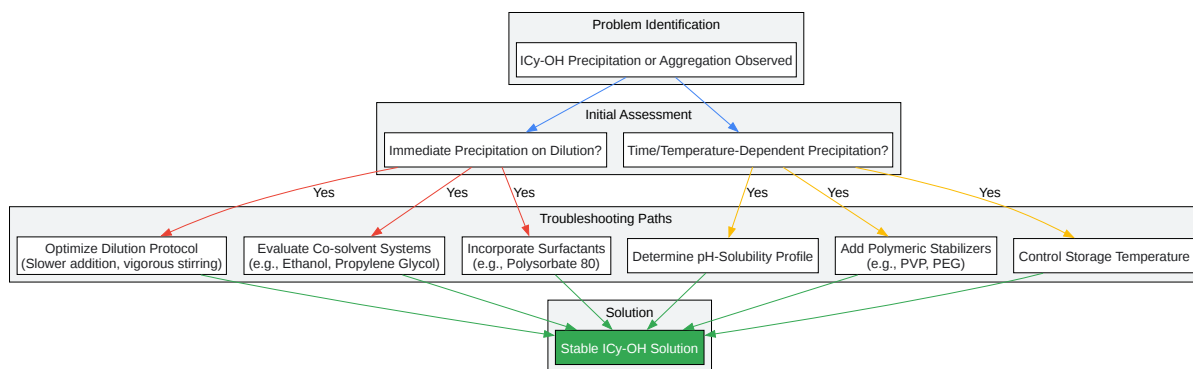 Problem Identification
ICy-OH Precipitation or Aggregation Observed
Initial Assessment
Immediate Precipitation on Dilution?
Time/Temperature-Dependent Precipitation?
Yes
Yes
Yes
Yes
Yes
Yes
Troubleshooting Paths
Optimize Dilution Protocol
(Slower addition, vigorous stirring)
Evaluate Co-solvent Systems
(e.g., Ethanol, Propylene Glycol)
Incorporate Surfactants
(e.g., Polysorbate 80)
Determine pH-Solubility Profile
Add Polymeric Stabilizers
(e.g., PVP, PEG)
Control Storage Temperature
Solution
Stable ICy-OH Solution